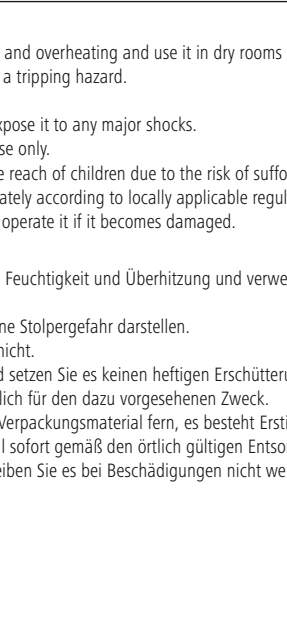 and overheating and use it in dry rooms
a tripping hazard.
xpose it to any major shocks.
se only.
e reach of children due to the risk of suffo
ately according to locally applicable regul
operate it if it becomes damaged.
Feuchtigkeit und Überhitzung und verwe
ne Stolpergefahr darstellen.
nicht.
d setzen Sie es keinen heftigen Erschütteru
lich für den dazu vorgesehenen Zweck.
Verpackungsmaterial fern, es besteht Ersti
l sofort gemäß den örtlich gültigen Entsor
eiben Sie es bei Beschädigungen nicht we